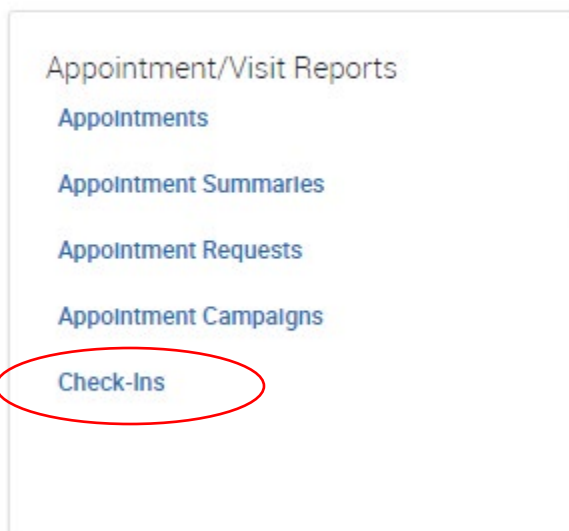 Appointment/Visit Reports
Appointments
Appointment Summaries
Appointment Requests
Appointment Campaigns
Check-Ins